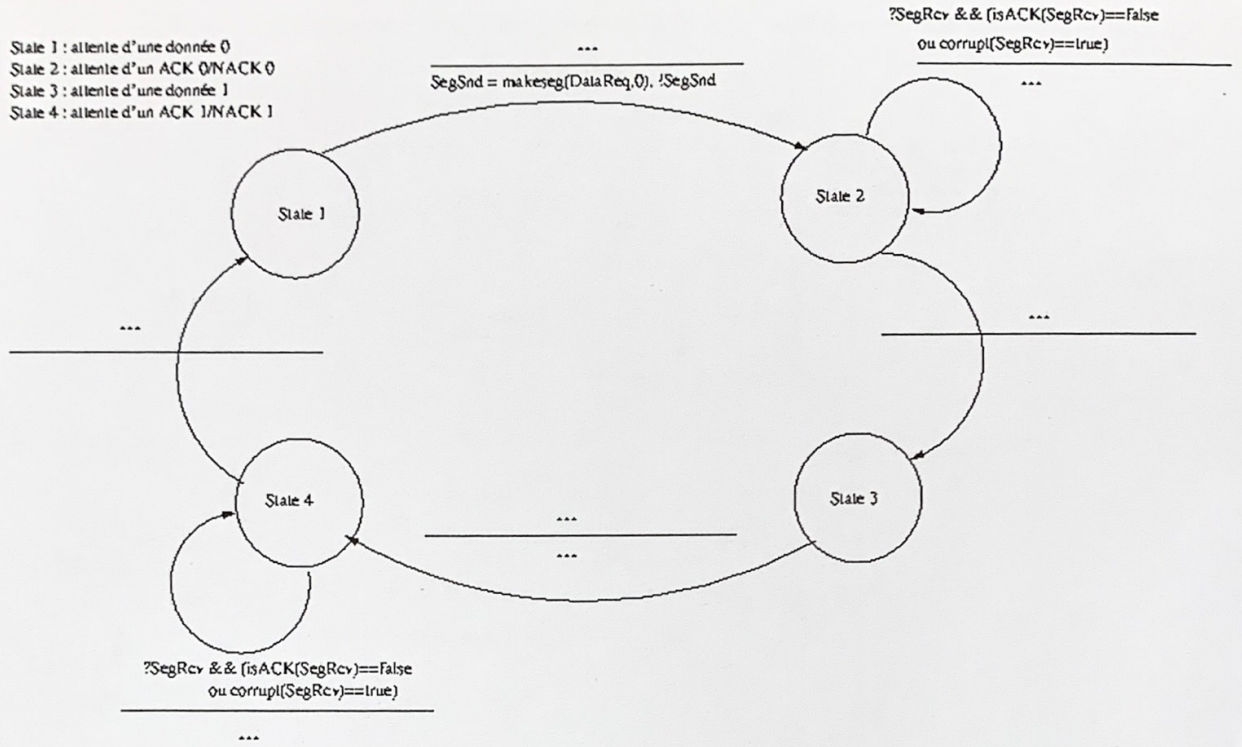 State 1 : attente d'une donnée 0
State 2 : attente d'un ACK 0/NACK 0
State 3 : attente d'une donnée 1
State 4 : attente d'un ACK 1/NACK 1
...
SegSnd = makeseg(DataReq,0), !SegSnd
?SegRcv && (isACK(SegRcv)==False
ou corrupt(SegRcv)==true)
...
State 1
State 2
...
...
State 4
State 3
...
...
?SegRcv && (isACK(SegRcv)==False
ou corrupt(SegRcv)==true)
...